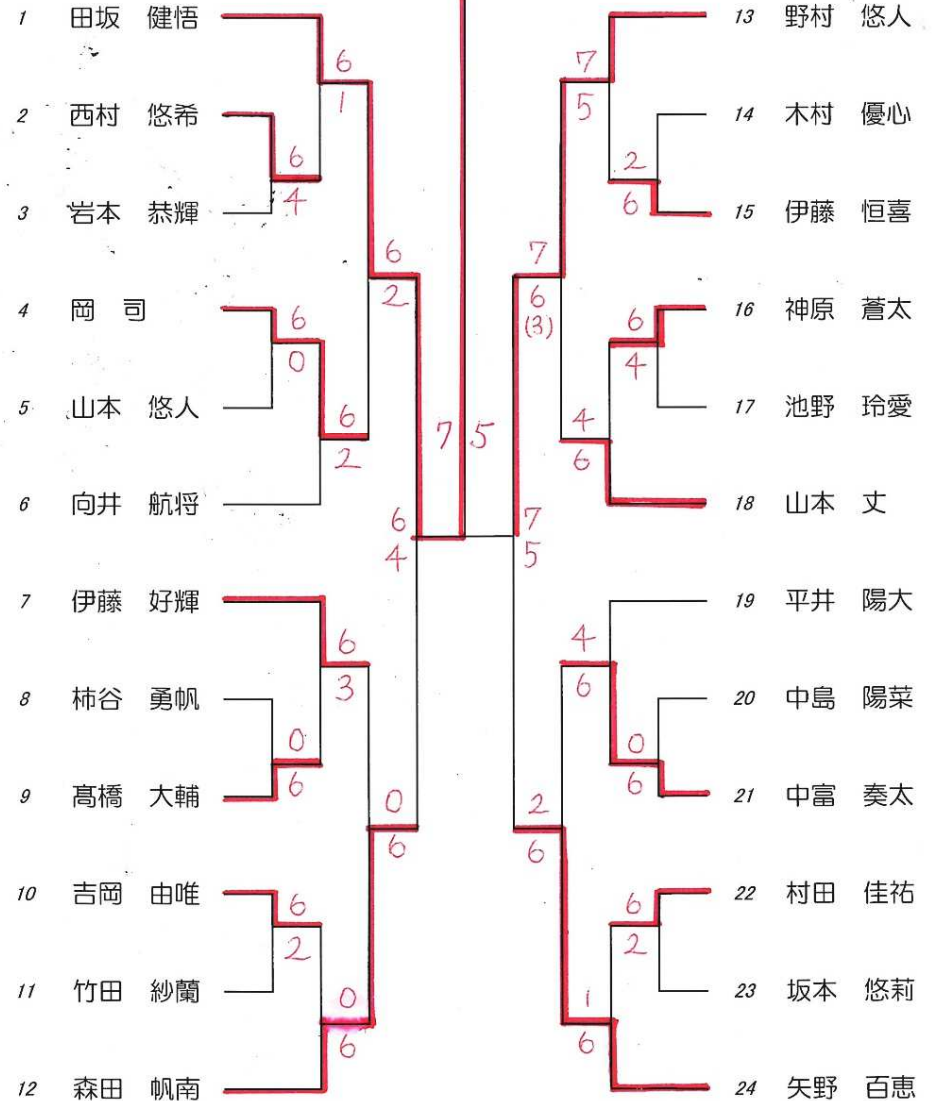 1 田坂 健悟
6
1
2 西村 悠希
6
4
3 岩本 恭輝
6
2
4 岡 司
6
0
5 山本 悠人
6
2
6 向井 航将
6
4
7 伊藤 好輝
6
3
8 柿谷 勇帆
0
6
9 髙橋 大輔
0
6
10 吉岡 由唯
6
2
11 竹田 紗蘭
0
6
12 森田 帆南
7 5
13 野村 悠人
7
5
14 木村 優心
2
6
15 伊藤 恒喜
7
6
(3)
16 神原 蒼太
6
4
17 池野 玲愛
4
6
18 山本 丈
7
5
19 平井 陽大
4
6
20 中島 陽菜
0
6
21 中富 奏太
2
6
22 村田 佳祐
6
2
23 坂本 悠莉
1
6
24 矢野 百恵